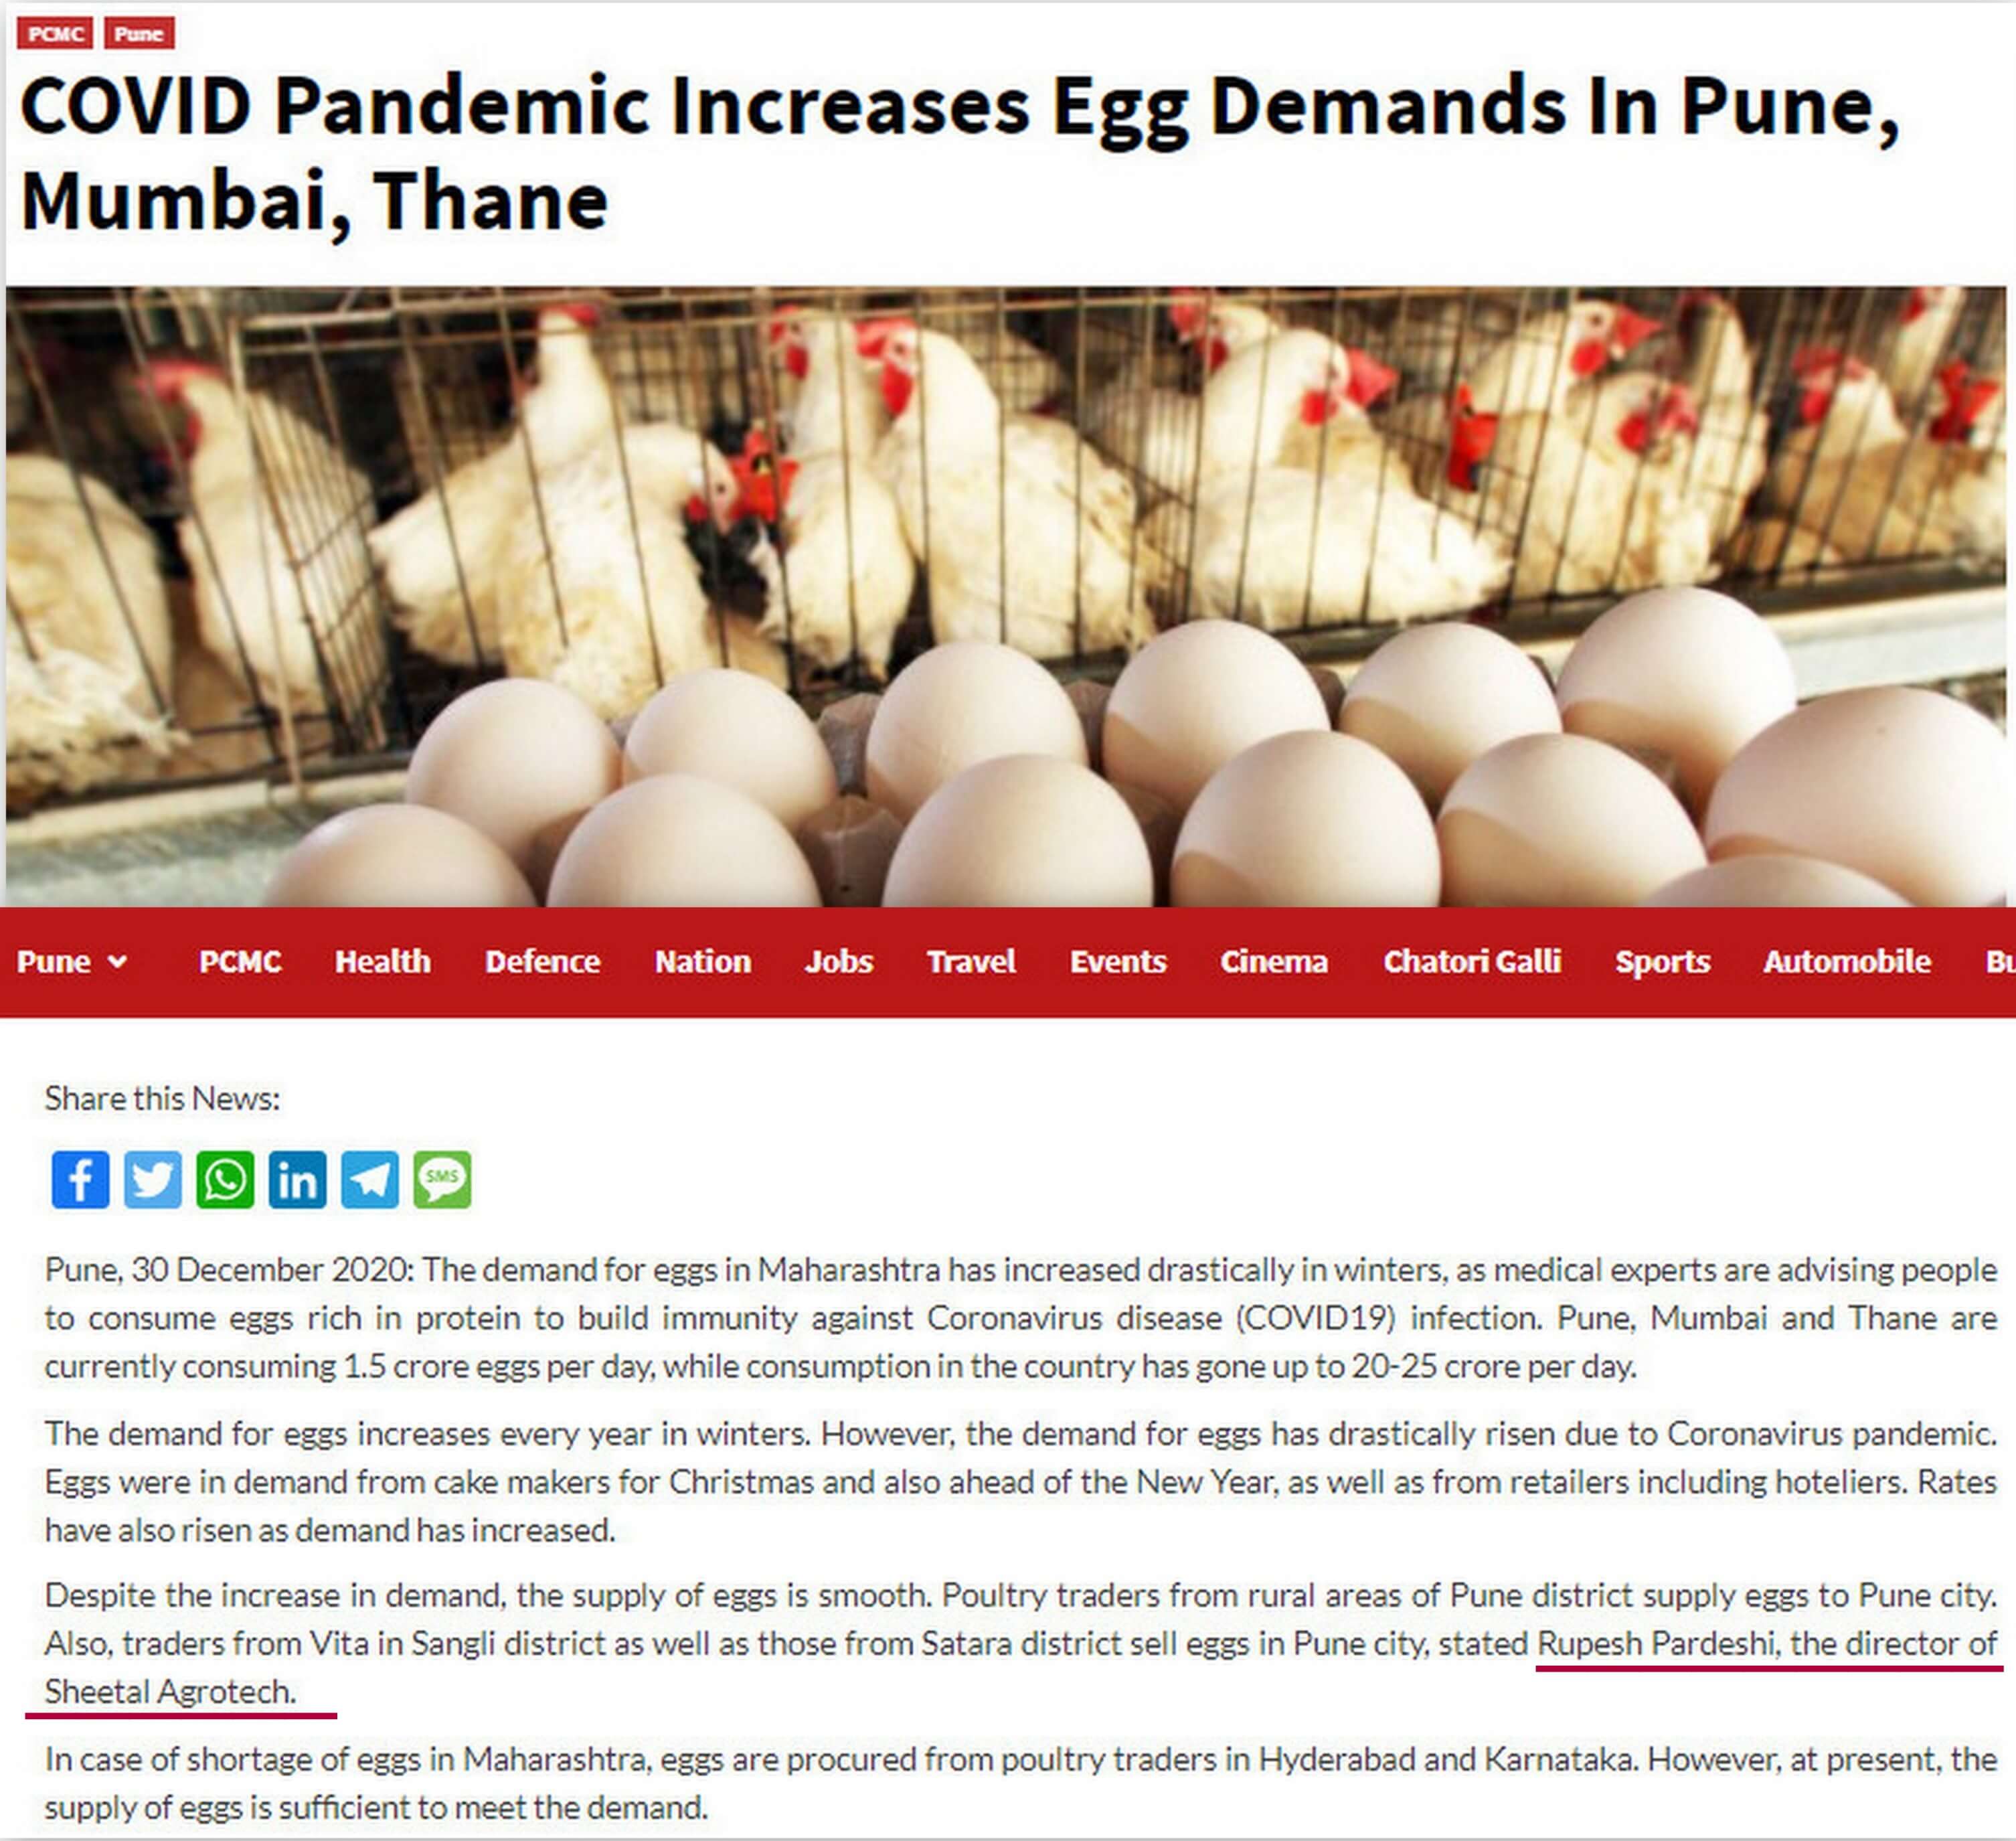 PCMC Pune
COVID Pandemic Increases Egg Demands In Pune,
Mumbai, Thane
Pune PCMC Health Defence Nation Jobs Travel Events Cinema Chatori Galli Sports Automobile
Share this News:
SMS
Pune, 30 December 2020: The demand for eggs in Maharashtra has increased drastically in winters, as medical experts are advising people
to consume eggs rich in protein to build immunity against Coronavirus disease (COVID19) infection. Pune, Mumbai and Thane are
currently consuming 1.5 crore eggs per day, while consumption in the country has gone up to 20-25 crore per day.
The demand for eggs increases every year in winters. However, the demand for eggs has drastically risen due to Coronavirus pandemic.
Eggs were in demand from cake makers for Christmas and also ahead of the New Year, as well as from retailers including hoteliers. Rates
have also risen as demand has increased.
Despite the increase in demand, the supply of eggs is smooth. Poultry traders from rural areas of Pune district supply eggs to Pune city.
Also, traders from Vita in Sangli district as well as those from Satara district sell eggs in Pune city, stated Rupesh Pardeshi, the director of
Sheetal Agrotech.
In case of shortage of eggs in Maharashtra, eggs are procured from poultry traders in Hyderabad and Karnataka. However, at present, the
supply of eggs is sufficient to meet the demand.